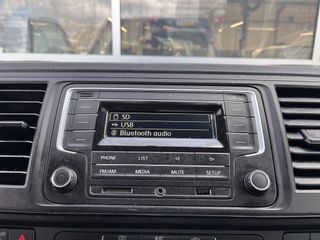 SD
USB
Bluetooth audio
PHONE
LIST
FM/AM
MEDIA
MUTE
SETUP